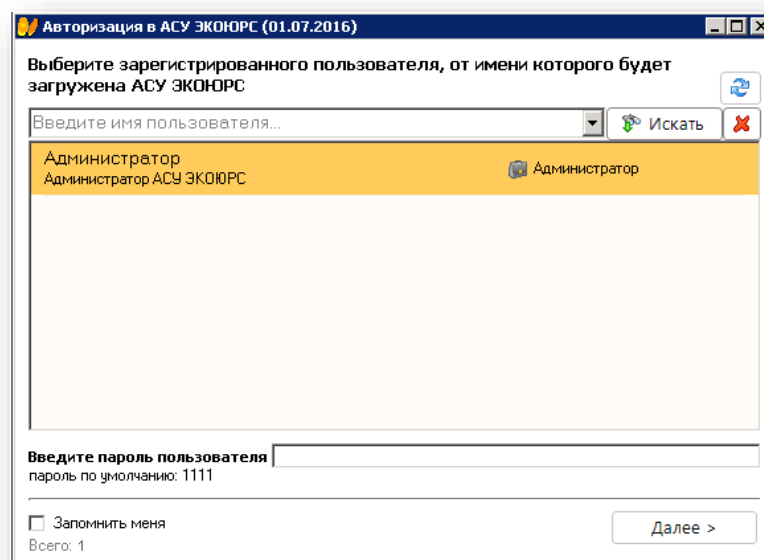 Авторизация в АСУ ЭКОЮРС (01.07.2016)
Выберите зарегистрированного пользователя, от имени которого будет
загружена АСУ ЭКОЮРС
Введите имя пользователя...
Искать
Администратор
Администратор АСУ ЭКОЮРС
Администратор
Введите пароль пользователя
пароль по умолчанию: 1111
Запомнить меня
Всего: 1
Далее >